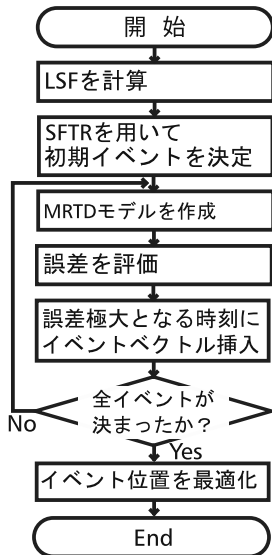 開 始
LSFを計算
SFTRを用いて
初期イベントを決定
MRTDモデルを作成
誤差を評価
誤差極大となる時刻に
イベントベクトル挿入
全イベントが
決まったか？
No
Yes
イベント位置を最適化
End